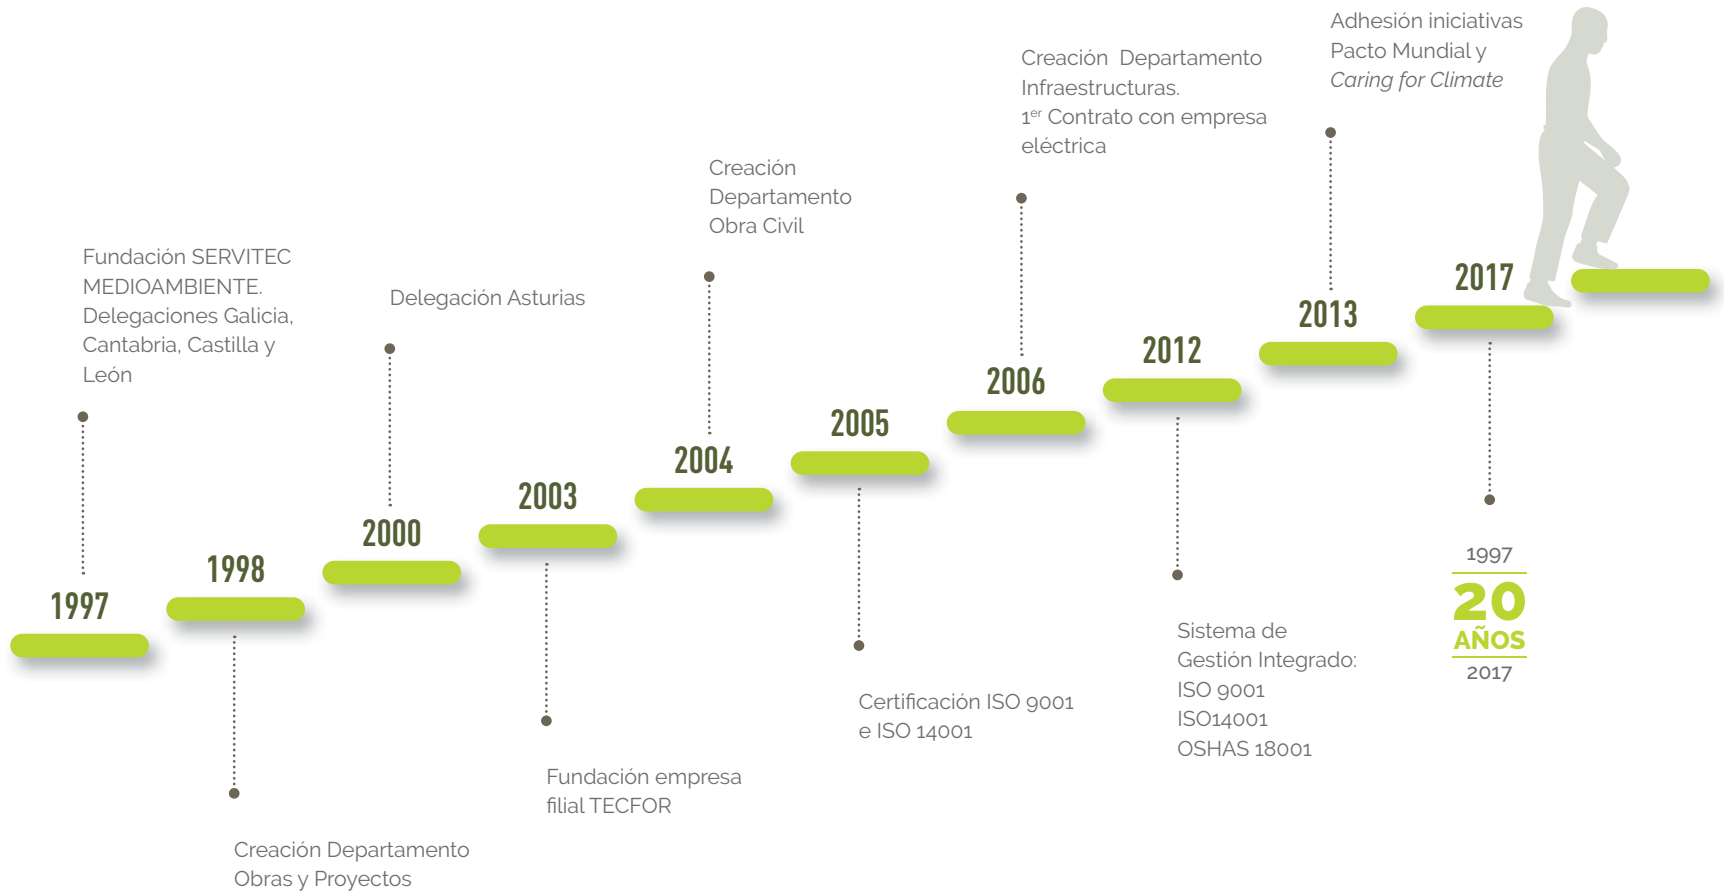 1997
Fundación SERVITEC
MEDIOAMBIENTE.
Delegaciones Galicia,
Cantabria, Castilla y
León
1998
Creación Departamento
Obras y Proyectos
2000
Delegación Asturias
2003
Fundación empresa
filial TECFOR
2004
Creación
Departamento
Obra Civil
2005
Certificación ISO 9001
e ISO 14001
2006
Creación Departamento
Infraestructuras.
1er Contrato con empresa
eléctrica
2012
Sistema de
Gestión Integrado:
ISO 9001
ISO14001
OSHAS 18001
2013
Adhesión iniciativas
Pacto Mundial y
Caring for Climate
2017
1997
20
AÑOS
2017